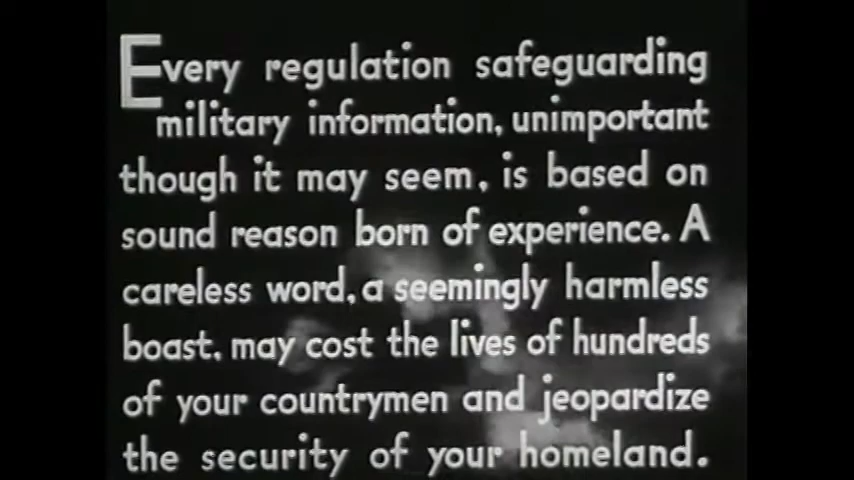 Every regulation safeguarding
military information, unimportant
though it may seem, is based on
sound reason born of experience. A
careless word, a seemingly harmless
boast, may cost the lives of hundreds
of your countrymen and jeopardize
the security of your homeland.